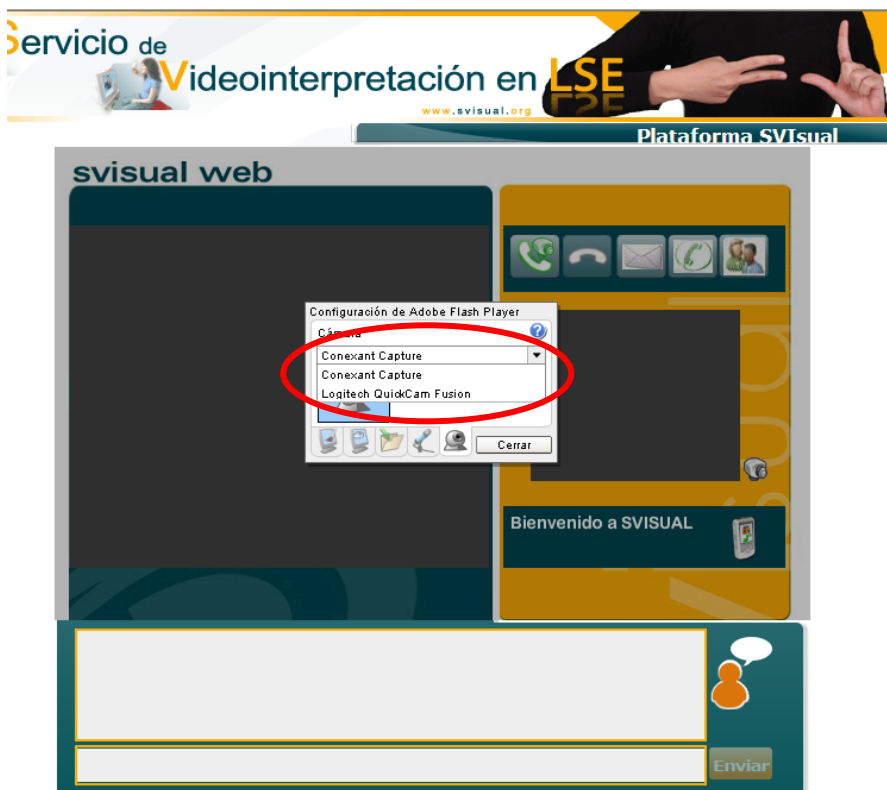 Servicio de
Videointerpretación en LSE
www.svisual.org
Plataforma SVIsual
svisual web
Configuración de Adobe Flash Player
Cámara
Conexant Capture
Conexant Capture
Logitech QuickCam Fusion
Cerrar
Bienvenido a SVISUAL
Enviar